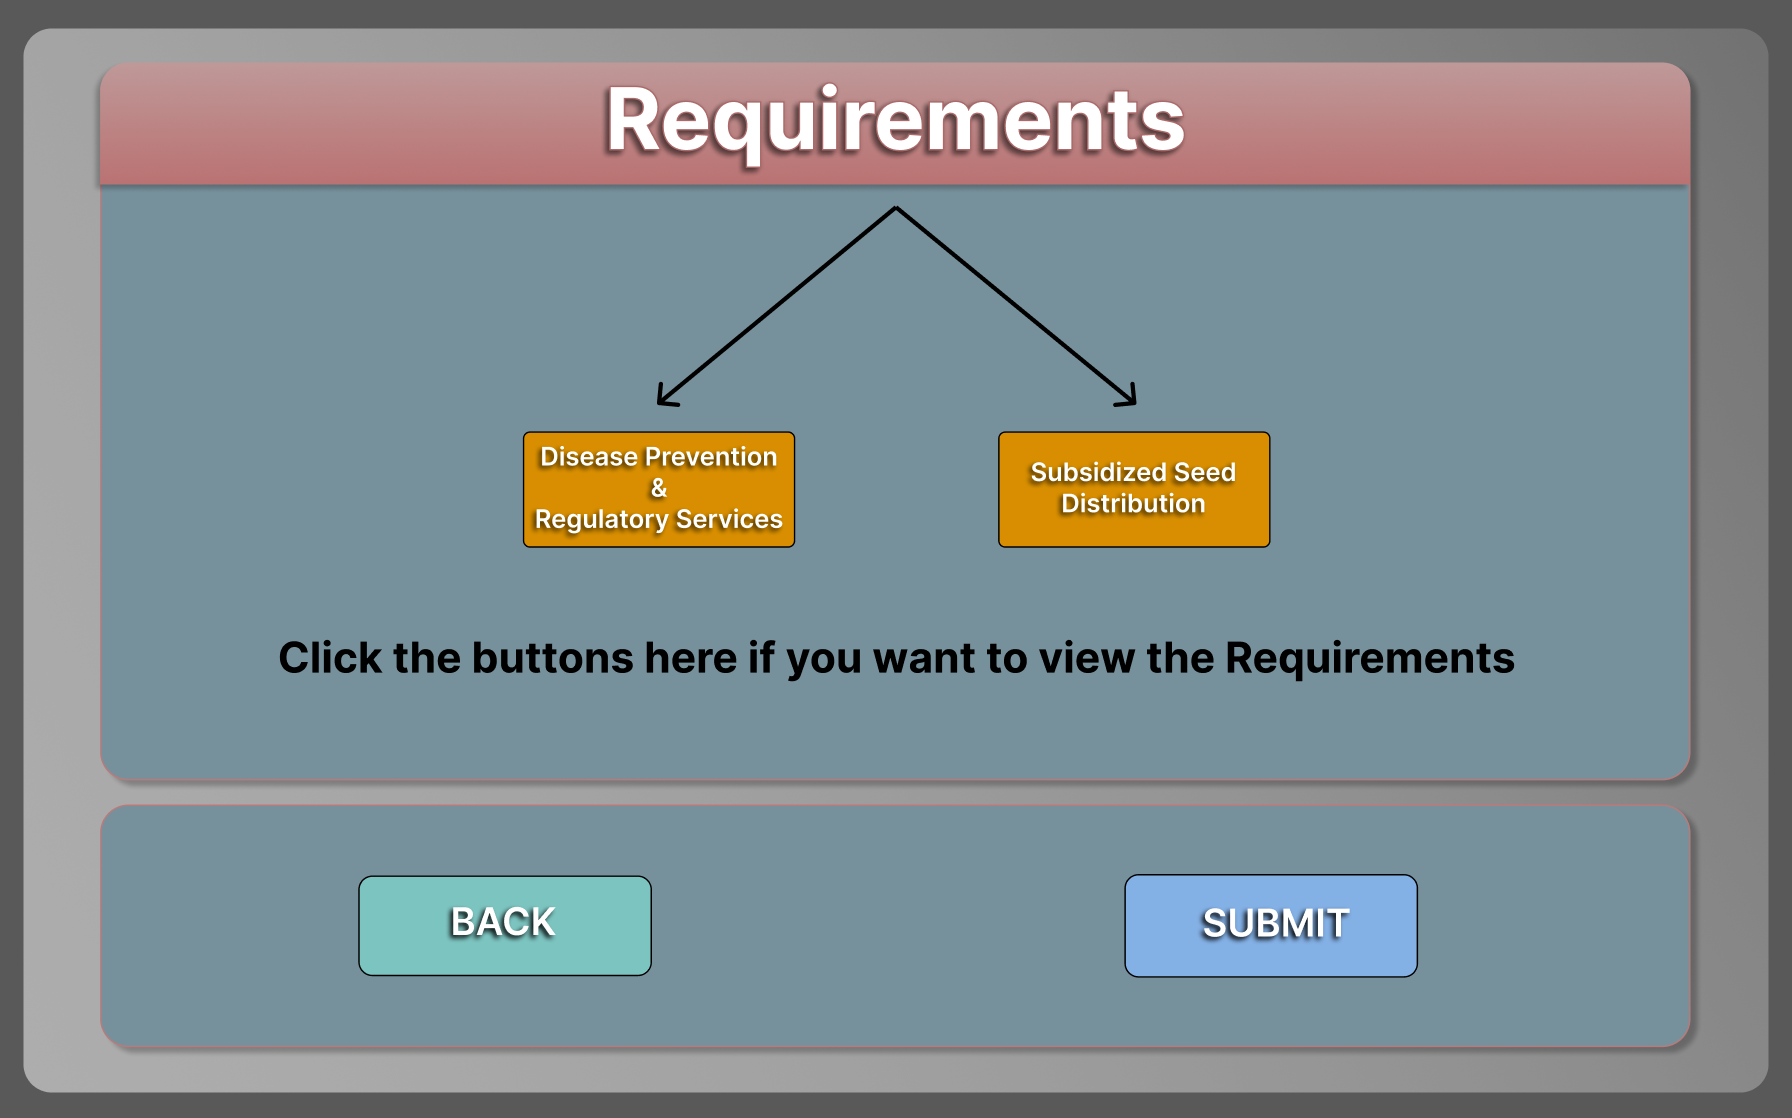 Requirements
Disease Prevention
&
Regulatory Services
Subsidized Seed
Distribution
Click the buttons here if you want to view the Requirements
BACK
SUBMIT